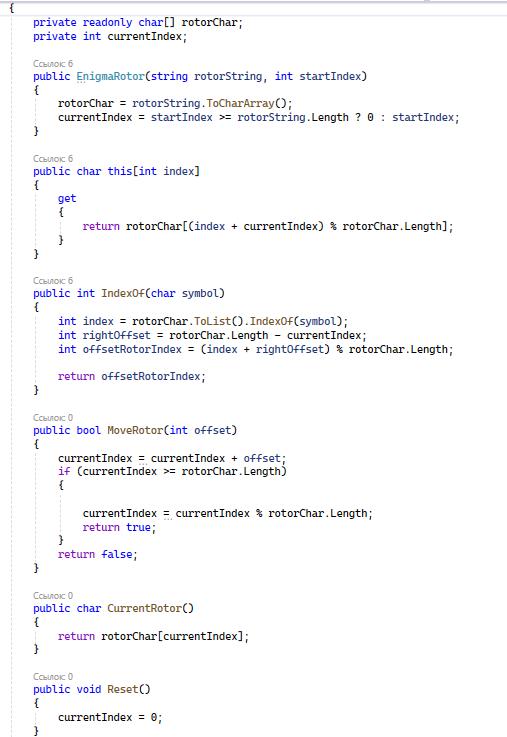 {
private readonly char[] rotorChar;
private int currentIndex;
Ссылок: 6
public EnigmaRotor(string rotorString, int startIndex)
{
rotorChar = rotorString.ToCharArray();
currentIndex = startIndex >= rotorString.Length ? 0 : startIndex;
}
Ссылок: 6
public char this[int index]
{
get
{
return rotorChar[(index + currentIndex) % rotorChar.Length];
}
}
Ссылок: 6
public int IndexOf(char symbol)
{
int index = rotorChar.ToList().IndexOf(symbol);
int rightOffset = rotorChar.Length - currentIndex;
int offsetRotorIndex = (index + rightOffset) % rotorChar.Length;
return offsetRotorIndex;
}
Ссылок: 0
public bool MoveRotor(int offset)
{
currentIndex = currentIndex + offset;
if (currentIndex >= rotorChar.Length)
{
currentIndex = currentIndex % rotorChar.Length;
return true;
}
return false;
}
Ссылок: 0
public char CurrentRotor()
{
return rotorChar[currentIndex];
}
Ссылок: 0
public void Reset()
{
currentIndex = 0;
}